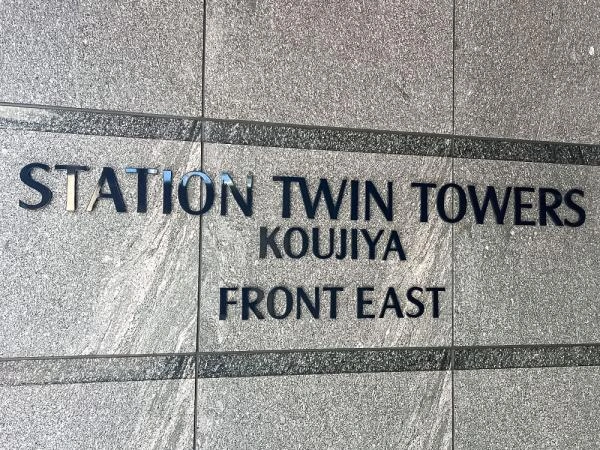 STATION TWIN TOWERS
KOUJIYA
FRONT EAST